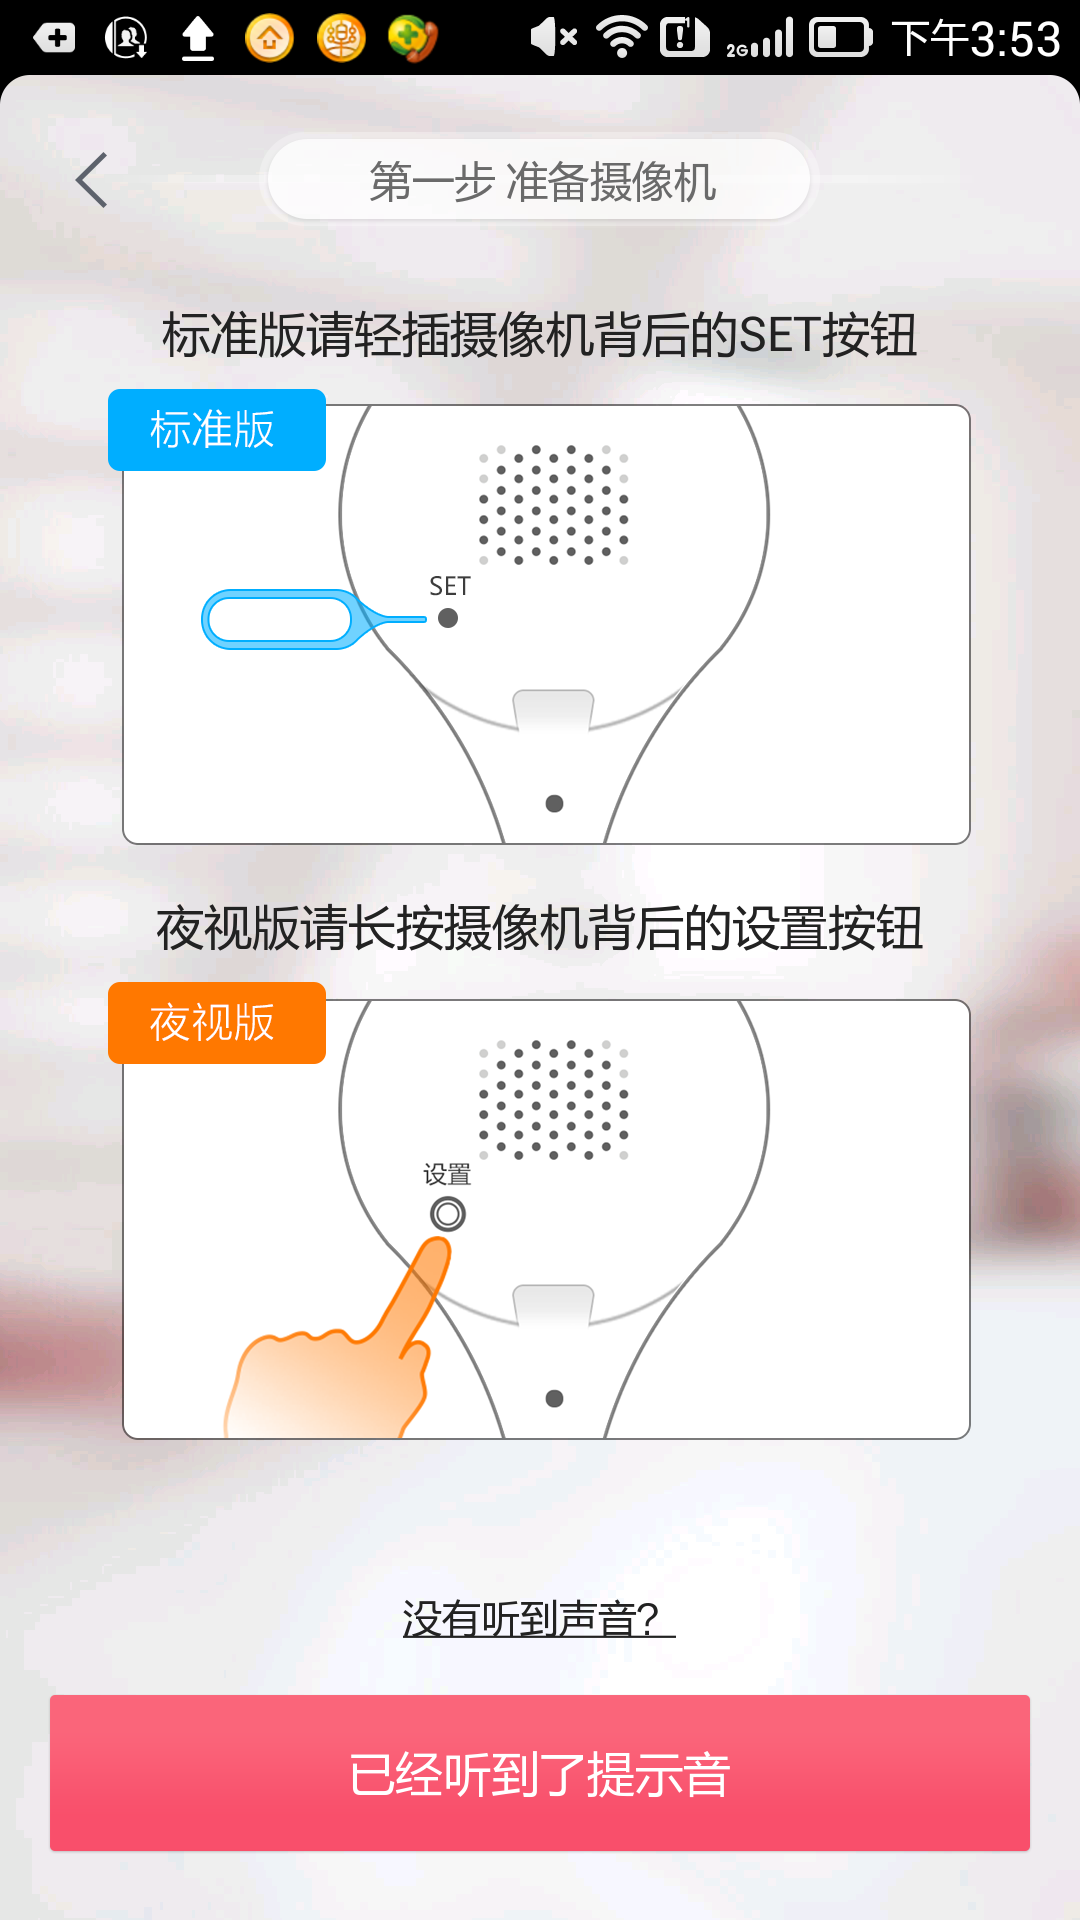 2G 下午3:53
第一步 准备摄像机
标准版请轻插摄像机背后的SET按钮
标准版
SET
夜视版请长按摄像机背后的设置按钮
夜视版
设置
没有听到声音？
已经听到了提示音